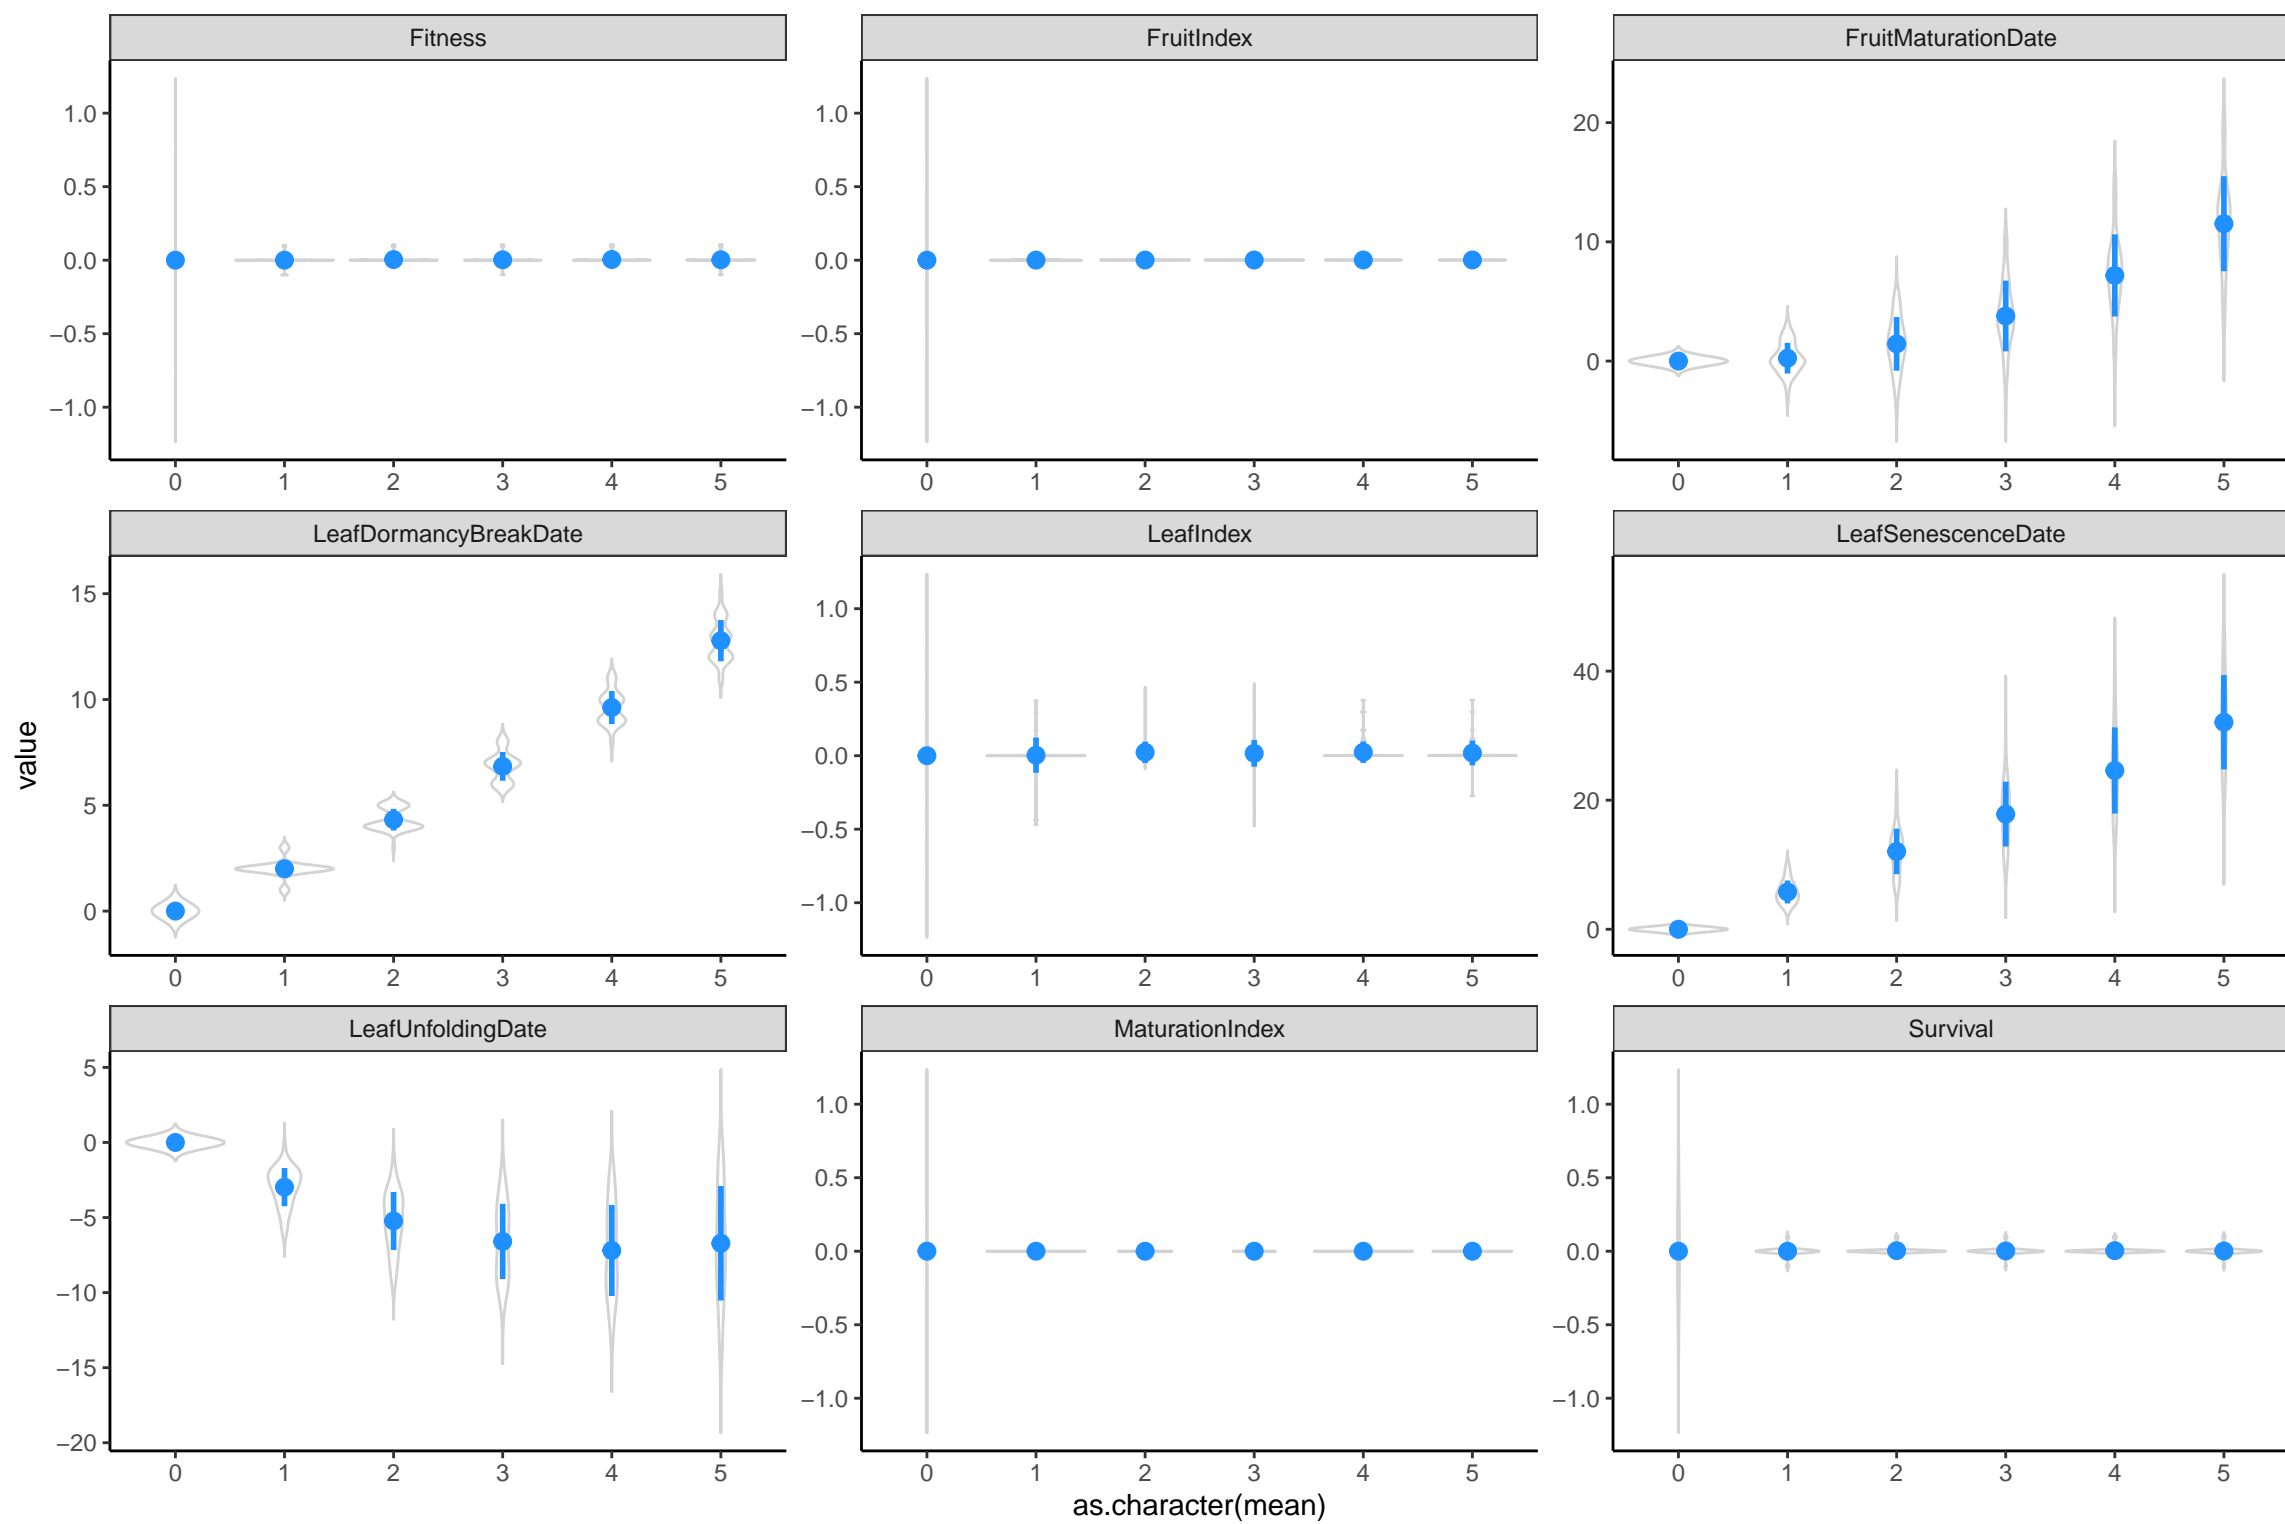 Fitness
FruitIndex
FruitMaturationDate
1.0
0.5
0.0
−0.5
−1.0
0 1 2 3 4 5
1.0
0.5
0.0
−0.5
−1.0
0 1 2 3 4 5
20
10
0
0 1 2 3 4 5
LeafDormancyBreakDate
LeafIndex
LeafSenescenceDate
15
10
5
0
0 1 2 3 4 5
1.0
0.5
0.0
−0.5
−1.0
0 1 2 3 4 5
40
20
0
0 1 2 3 4 5
value
LeafUnfoldingDate
MaturationIndex
Survival
5
0
−5
−10
−15
−20
0 1 2 3 4 5
1.0
0.5
0.0
−0.5
−1.0
0 1 2 3 4 5
1.0
0.5
0.0
−0.5
−1.0
0 1 2 3 4 5
as.character(mean)